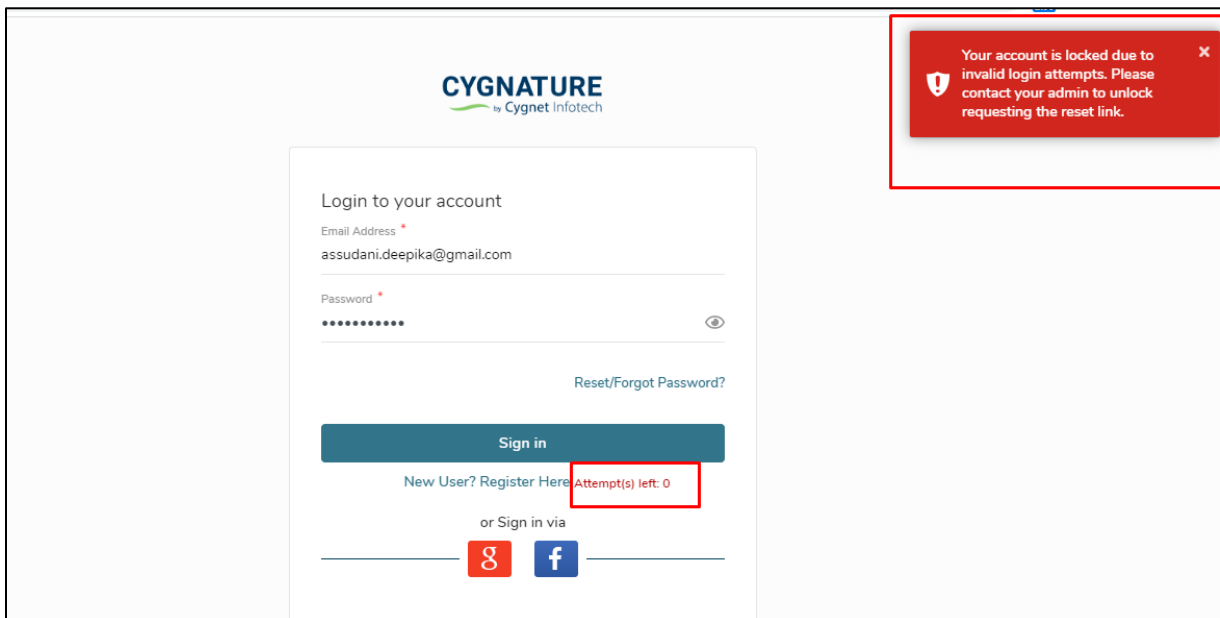 CYGNATURE
by Cygnet Infotech
Your account is locked due to
invalid login attempts. Please
contact your admin to unlock
requesting the reset link.
×
Login to your account
Email Address *
assudani.deepika@gmail.com
Password *
•••••••••••
Reset/Forgot Password?
Sign in
New User? Register Here Attempt(s) left: 0
or Sign in via
g f